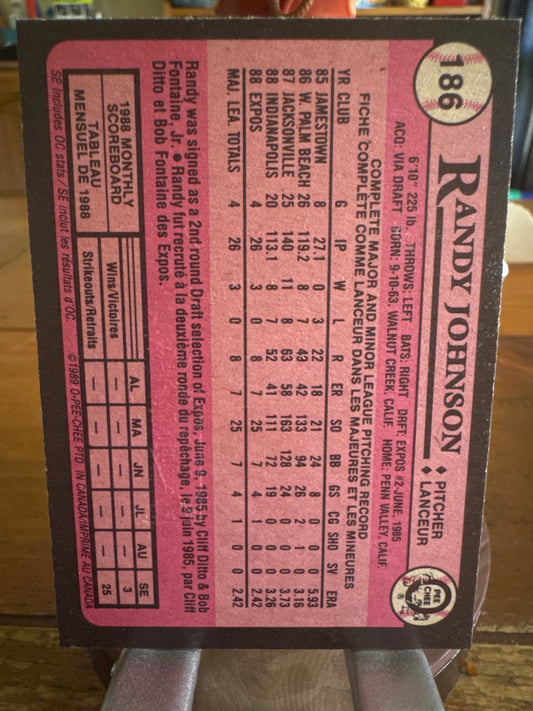 186
RANDY JOHNSON
PITCHER
LANCEUR
PEE
CHEE
6'10" 225 lb. THROWS: LEFT BATS: RIGHT DRFT: EXPOS #2-JUNE, 1985
ACQ: VIA DRAFT BORN: 9-10-63, WALNUT CREEK, CALIF. HOME: PENN VALLEY, CALIF.
COMPLETE MAJOR AND MINOR LEAGUE PITCHING RECORD
FICHE COMPLÈTE COMME LANCEUR DANS LES MAJEURES ET LES MINEURES
YR CLUB G IP W L R ER SO BB GS CG SHO SV ERA
85 JAMESTOWN 8 27.1 0 3 22 18 21 24 8 0 0 0 5.93
86 W. PALM BEACH 26 119.2 8 7 49 42 133 94 26 2 1 0 3.16
87 JACKSONVILLE 25 140 11 8 63 58 163 128 24 0 0 0 3.73
88 INDIANAPOLIS 20 113.1 8 7 52 41 111 72 19 0 0 0 3.26
88 EXPOS 4 26 3 0 8 7 25 7 4 1 0 0 2.42
MAJ. LEA. TOTALS 4 26 3 0 8 7 25 7 4 1 0 0 2.42
Randy was signed as a 2nd round Draft selection of Expos, June 9, 1985 by Cliff Ditto & Bob
Fontaine, Jr. ● Randy fut recruté à la deuxième ronde du repêchage, le 9 juin 1985, par Cliff
Ditto et Bob Fontaine des Expos.
1988 MONTHLY
SCOREBOARD
TABLEAU
MENSUEL DE 1988
AL MA JN JL AU SE
Wins/Victoires — — — — — 3
Strikeouts/Retraits — — — — — 25
SE includes OC stats / SE inclut les résultats d'OC.
©1989 O-PEE-CHEE PTD. IN CANADA/IMPRIMÉ AU CANADA